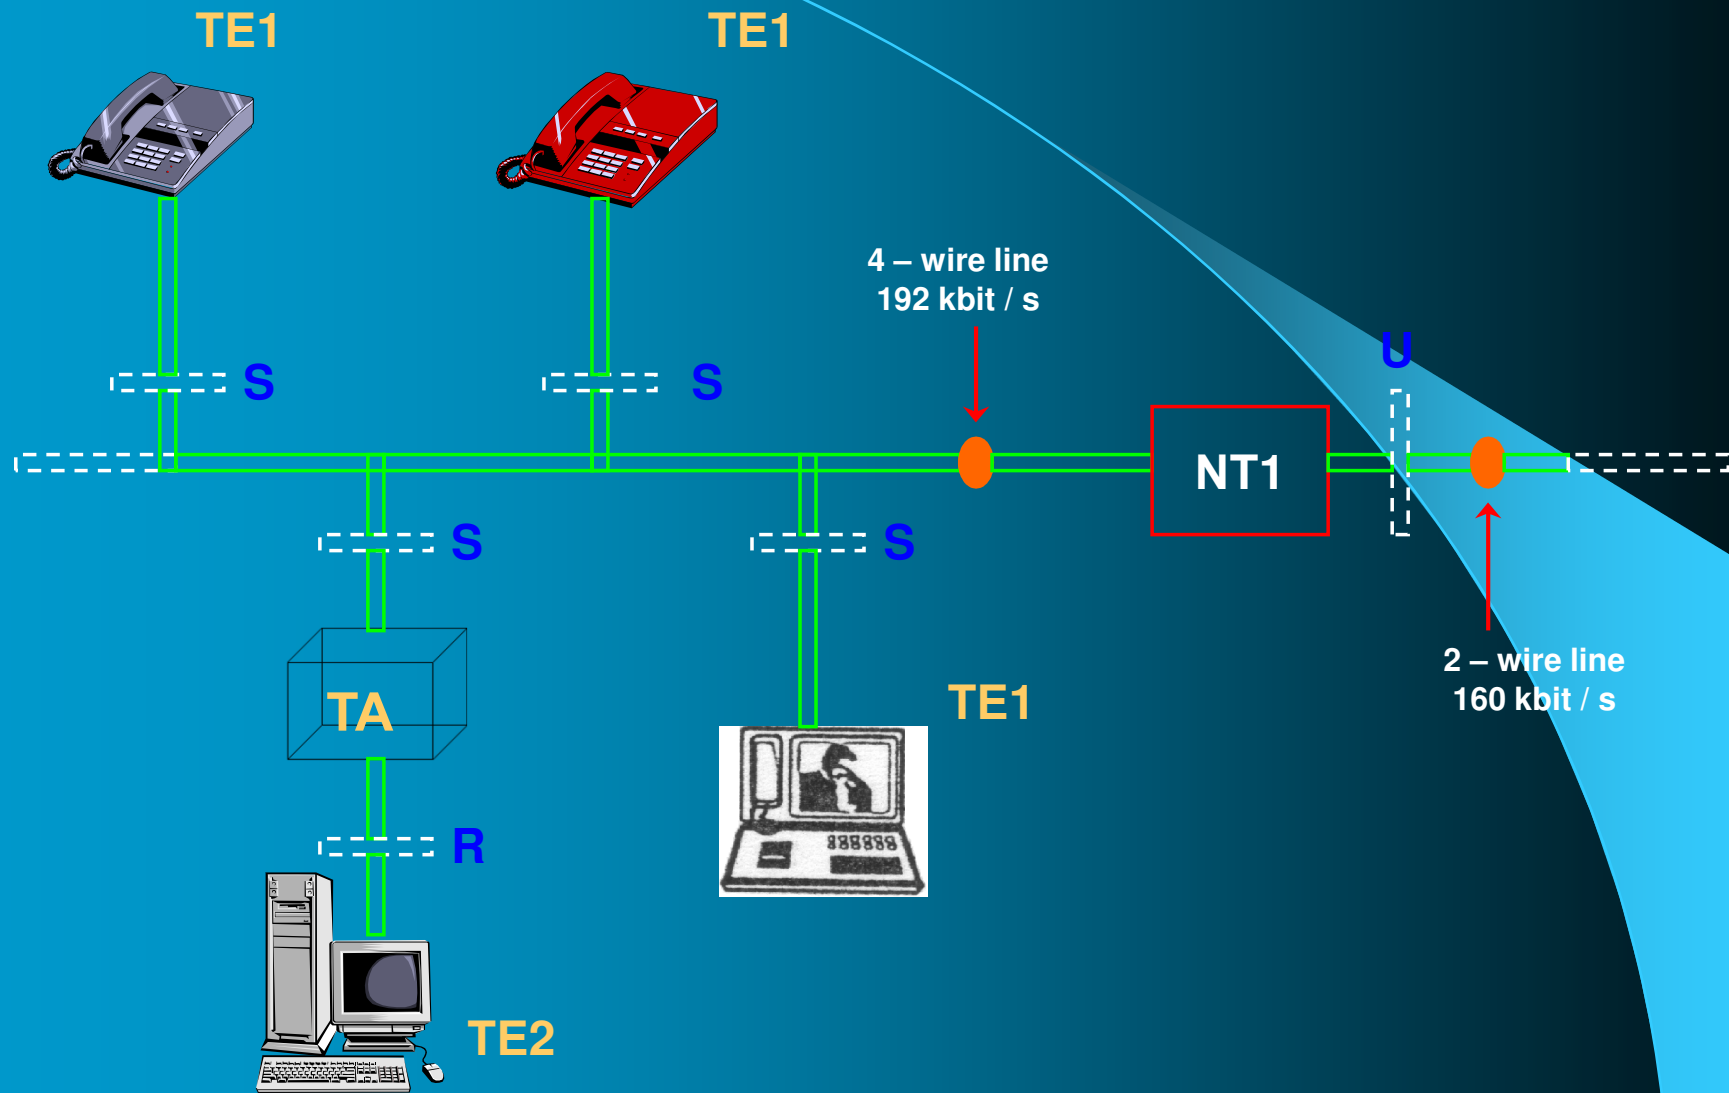 TE1
TE1
4 – wire line
192 kbit / s
U
S
S
NT1
S
S
2 – wire line
160 kbit / s
TE1
TA
R
TE2